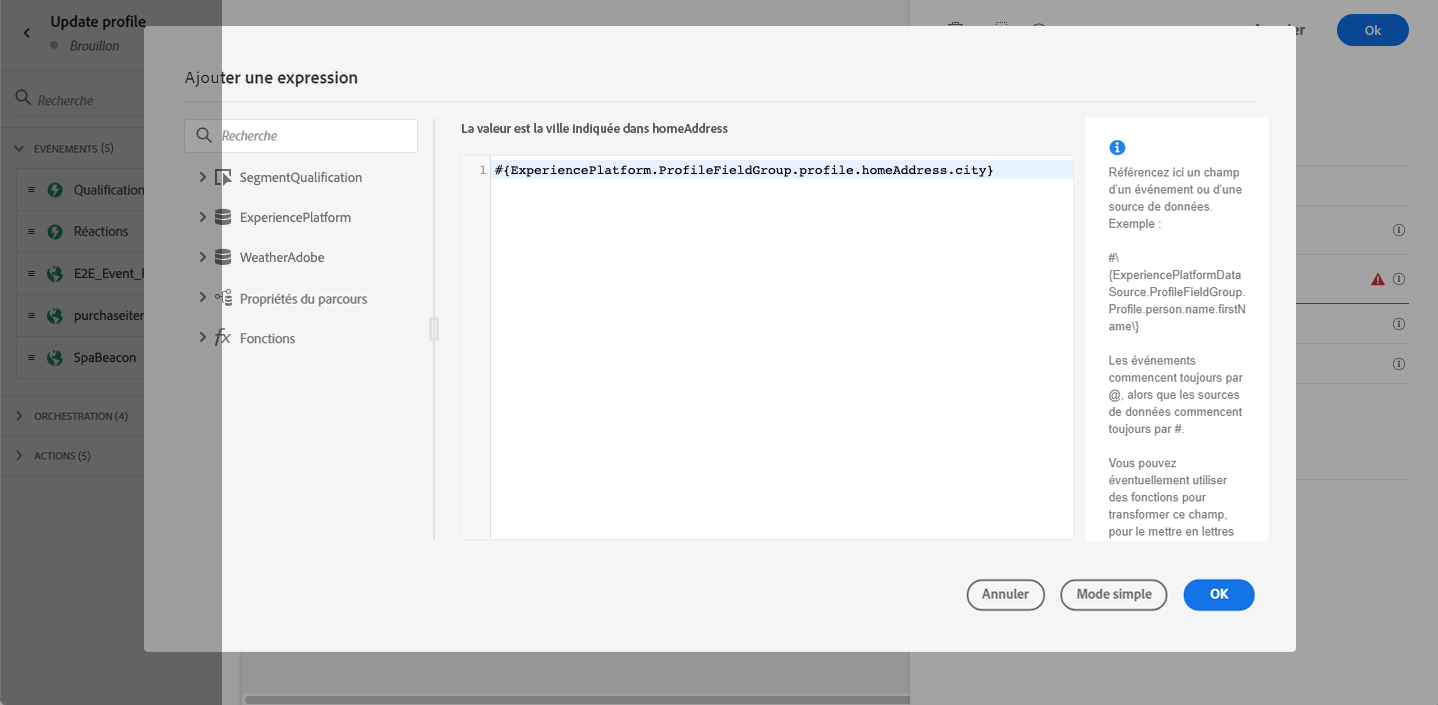 Update profile
Brouillon
Recherche
ÉVÉNEMENTS (5)
Qualification
Réactions
E2E_Event_
purchaseiter
SpaBeacon
ORCHESTRATION (4)
ACTIONS (5)
Ok
Ajouter une expression
Recherche
SegmentQualification
ExperiencePlatform
WeatherAdobe
Propriétés du parcours
Fonctions
La valeur est la ville indiquée dans homeAddress
1 #{ExperiencePlatform.ProfileFieldGroup.profile.homeAddress.city}
Référencez ici un champ
d'un événement ou d'une
source de données.
Exemple :
#\
{ExperiencePlatformData
Source.ProfileFieldGroup.
Profile.person.name.firstN
ame\}
Les événements
commencent toujours par
@, alors que les sources
de données commencent
toujours par #.
Vous pouvez
éventuellement utiliser
des fonctions pour
transformer ce champ,
pour le mettre en lettres
Annuler
Mode simple
OK